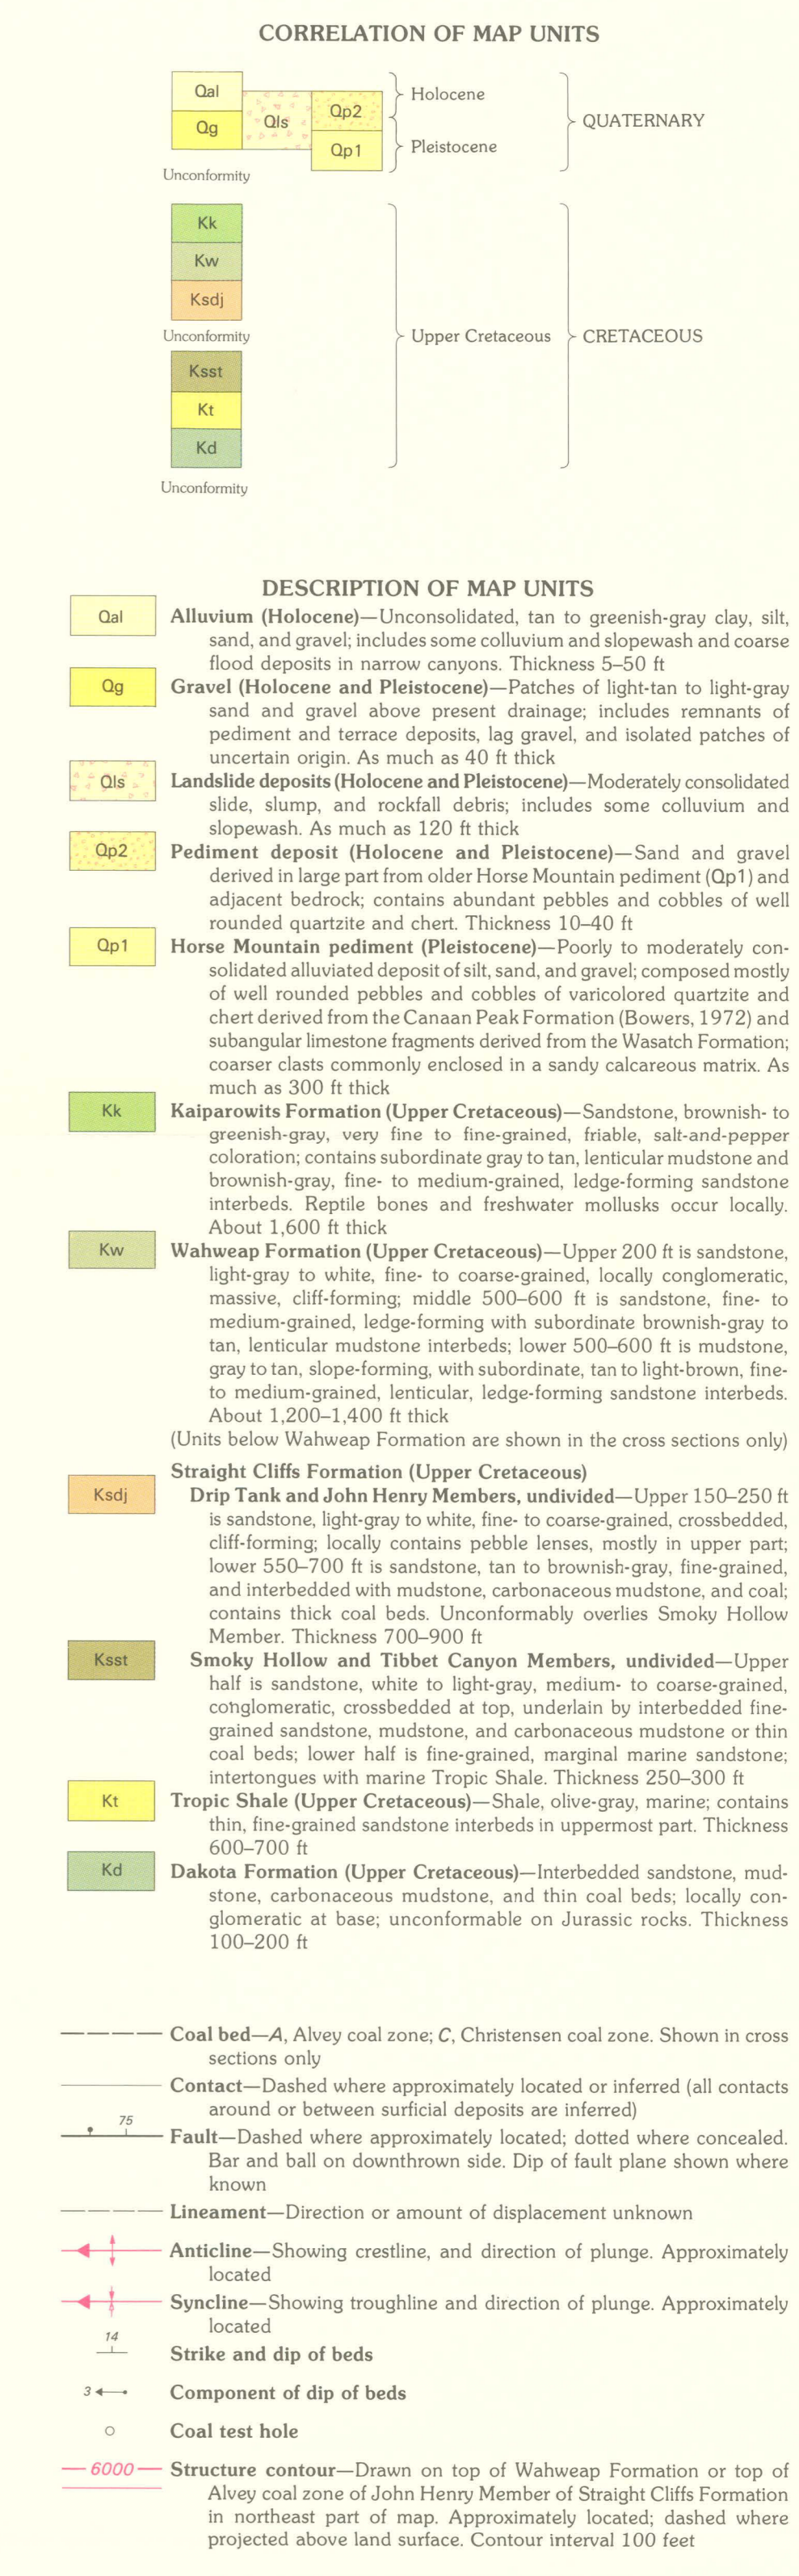 CORRELATION OF MAP UNITS
Qal
Qg
Qls
Qp2
Qp1
Holocene
Pleistocene
QUATERNARY
Unconformity
Kk
Kw
Ksdj
Unconformity
Ksst
Kt
Kd
Unconformity
Upper Cretaceous
CRETACEOUS
DESCRIPTION OF MAP UNITS
Qal
Alluvium (Holocene)—Unconsolidated, tan to greenish-gray clay, silt,
sand, and gravel; includes some colluvium and slopewash and coarse
flood deposits in narrow canyons. Thickness 5–50 ft
Qg
Gravel (Holocene and Pleistocene)—Patches of light-tan to light-gray
sand and gravel above present drainage; includes remnants of
pediment and terrace deposits, lag gravel, and isolated patches of
uncertain origin. As much as 40 ft thick
Qls
Landslide deposits (Holocene and Pleistocene)—Moderately consolidated
slide, slump, and rockfall debris; includes some colluvium and
slopewash. As much as 120 ft thick
Qp2
Pediment deposit (Holocene and Pleistocene)—Sand and gravel
derived in large part from older Horse Mountain pediment (Qp1) and
adjacent bedrock; contains abundant pebbles and cobbles of well
rounded quartzite and chert. Thickness 10–40 ft
Qp1
Horse Mountain pediment (Pleistocene)—Poorly to moderately con-
solidated alluviated deposit of silt, sand, and gravel; composed mostly
of well rounded pebbles and cobbles of varicolored quartzite and
chert derived from the Canaan Peak Formation (Bowers, 1972) and
subangular limestone fragments derived from the Wasatch Formation;
coarser clasts commonly enclosed in a sandy calcareous matrix. As
much as 300 ft thick
Kk
Kaiparowits Formation (Upper Cretaceous)—Sandstone, brownish- to
greenish-gray, very fine to fine-grained, friable, salt-and-pepper
coloration; contains subordinate gray to tan, lenticular mudstone and
brownish-gray, fine- to medium-grained, ledge-forming sandstone
interbeds. Reptile bones and freshwater mollusks occur locally.
About 1,600 ft thick
Kw
Wahweap Formation (Upper Cretaceous)—Upper 200 ft is sandstone,
light-gray to white, fine- to coarse-grained, locally conglomeratic,
massive, cliff-forming; middle 500–600 ft is sandstone, fine- to
medium-grained, ledge-forming with subordinate brownish-gray to
tan, lenticular mudstone interbeds; lower 500–600 ft is mudstone,
gray to tan, slope-forming, with subordinate, tan to light-brown, fine-
to medium-grained, lenticular, ledge-forming sandstone interbeds.
About 1,200–1,400 ft thick
(Units below Wahweap Formation are shown in the cross sections only)
Straight Cliffs Formation (Upper Cretaceous)
Ksdj
Drip Tank and John Henry Members, undivided—Upper 150–250 ft
is sandstone, light-gray to white, fine- to coarse-grained, crossbedded,
cliff-forming; locally contains pebble lenses, mostly in upper part;
lower 550–700 ft is sandstone, tan to brownish-gray, fine-grained,
and interbedded with mudstone, carbonaceous mudstone, and coal;
contains thick coal beds. Unconformably overlies Smoky Hollow
Member. Thickness 700–900 ft
Ksst
Smoky Hollow and Tibbet Canyon Members, undivided—Upper
half is sandstone, white to light-gray, medium- to coarse-grained,
conglomeratic, crossbedded at top, underlain by interbedded fine-
grained sandstone, mudstone, and carbonaceous mudstone or thin
coal beds; lower half is fine-grained, marginal marine sandstone;
intertongues with marine Tropic Shale. Thickness 250–300 ft
Kt
Tropic Shale (Upper Cretaceous)—Shale, olive-gray, marine; contains
thin, fine-grained sandstone interbeds in uppermost part. Thickness
600–700 ft
Kd
Dakota Formation (Upper Cretaceous)—Interbedded sandstone, mud-
stone, carbonaceous mudstone, and thin coal beds; locally con-
glomeratic at base; unconformable on Jurassic rocks. Thickness
100–200 ft
Coal bed—A, Alvey coal zone; C, Christensen coal zone. Shown in cross
sections only
Contact—Dashed where approximately located or inferred (all contacts
around or between surficial deposits are inferred)
75
Fault—Dashed where approximately located; dotted where concealed.
Bar and ball on downthrown side. Dip of fault plane shown where
known
Lineament—Direction or amount of displacement unknown
Anticline—Showing crestline, and direction of plunge. Approximately
located
Syncline—Showing troughline and direction of plunge. Approximately
located
14
Strike and dip of beds
3
Component of dip of beds
Coal test hole
6000
Structure contour—Drawn on top of Wahweap Formation or top of
Alvey coal zone of John Henry Member of Straight Cliffs Formation
in northeast part of map. Approximately located; dashed where
projected above land surface. Contour interval 100 feet